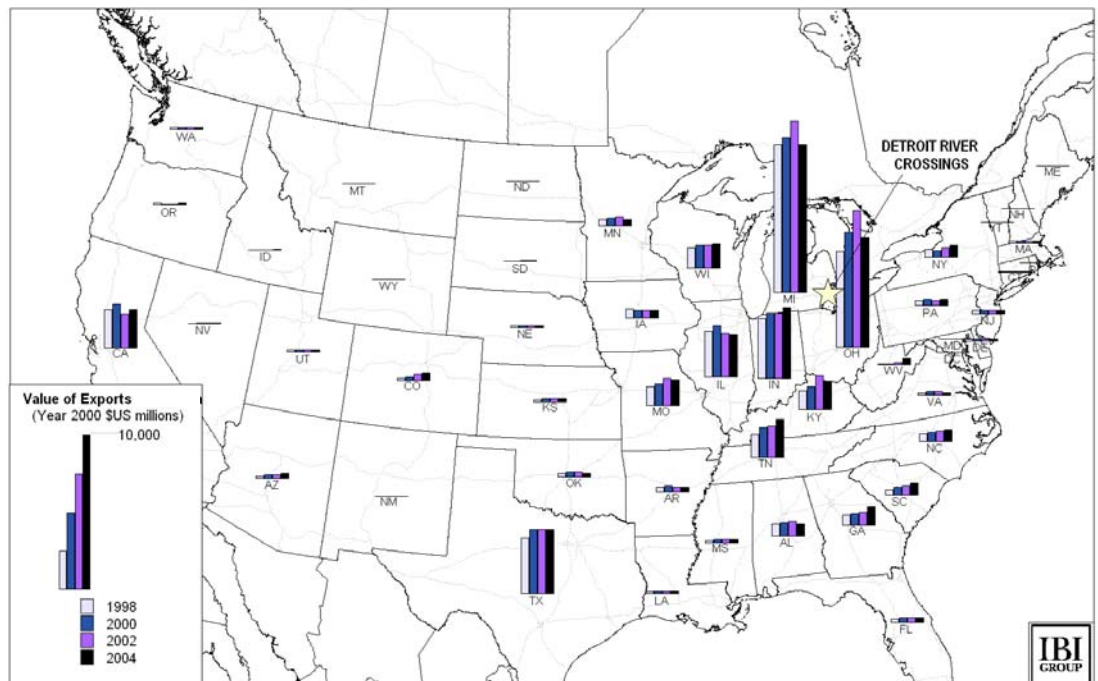 DETROIT RIVER
CROSSINGS
WA
MT
ND
ME
OR
MN
NH
ID
WI
MA
NY
SD
WY
MI
IA
PA
NJ
NV
NE
CA
UT
OH
MD
IL
IN
WV
CO
KS
MO
KY
VA
Value of Exports
(Year 2000 $US millions)
10,000
TN
NC
AZ
OK
AR
NM
SC
GA
AL
MS
TX
LA
FL
1998
2000
2002
2004
IBI
GROUP